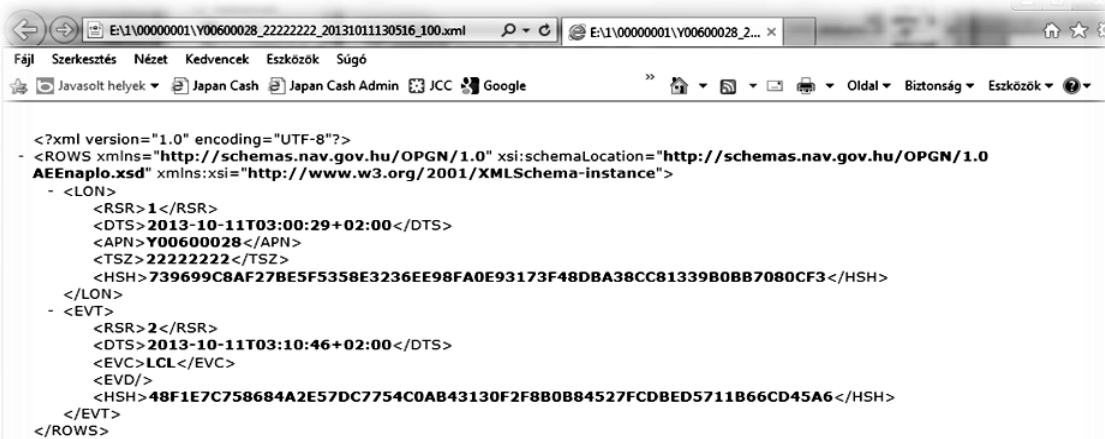 E:\1\00000001\Y00600028_22222222_20131011130516_100.xml
E:\1\00000001\Y00600028_2...
Fájl Szerkesztés Nézet Kedvencek Eszközök Súgó
Javasolt helyek Japan Cash Japan Cash Admin JCC Google » Oldal Biztonság Eszközök
<?xml version="1.0" encoding="UTF-8"?>
- <ROWS xmlns="http://schemas.nav.gov.hu/OPGN/1.0" xsi:schemaLocation="http://schemas.nav.gov.hu/OPGN/1.0
AEEnaplo.xsd" xmlns:xsi="http://www.w3.org/2001/XMLSchema-instance">
- <LON>
<RSR>1</RSR>
<DTS>2013-10-11T03:00:29+02:00</DTS>
<APN>Y00600028</APN>
<TSZ>22222222</TSZ>
<HSH>739699C8AF27BE5F5358E3236EE98FA0E93173F48DBA38CC81339B0BB7080CF3</HSH>
</LON>
- <EVT>
<RSR>2</RSR>
<DTS>2013-10-11T03:10:46+02:00</DTS>
<EVC>LCL</EVC>
<EVD/>
<HSH>48F1E7C758684A2E57DC7754C0AB43130F2F8B0B84527FCDBED5711B66CD45A6</HSH>
</EVT>
</ROWS>